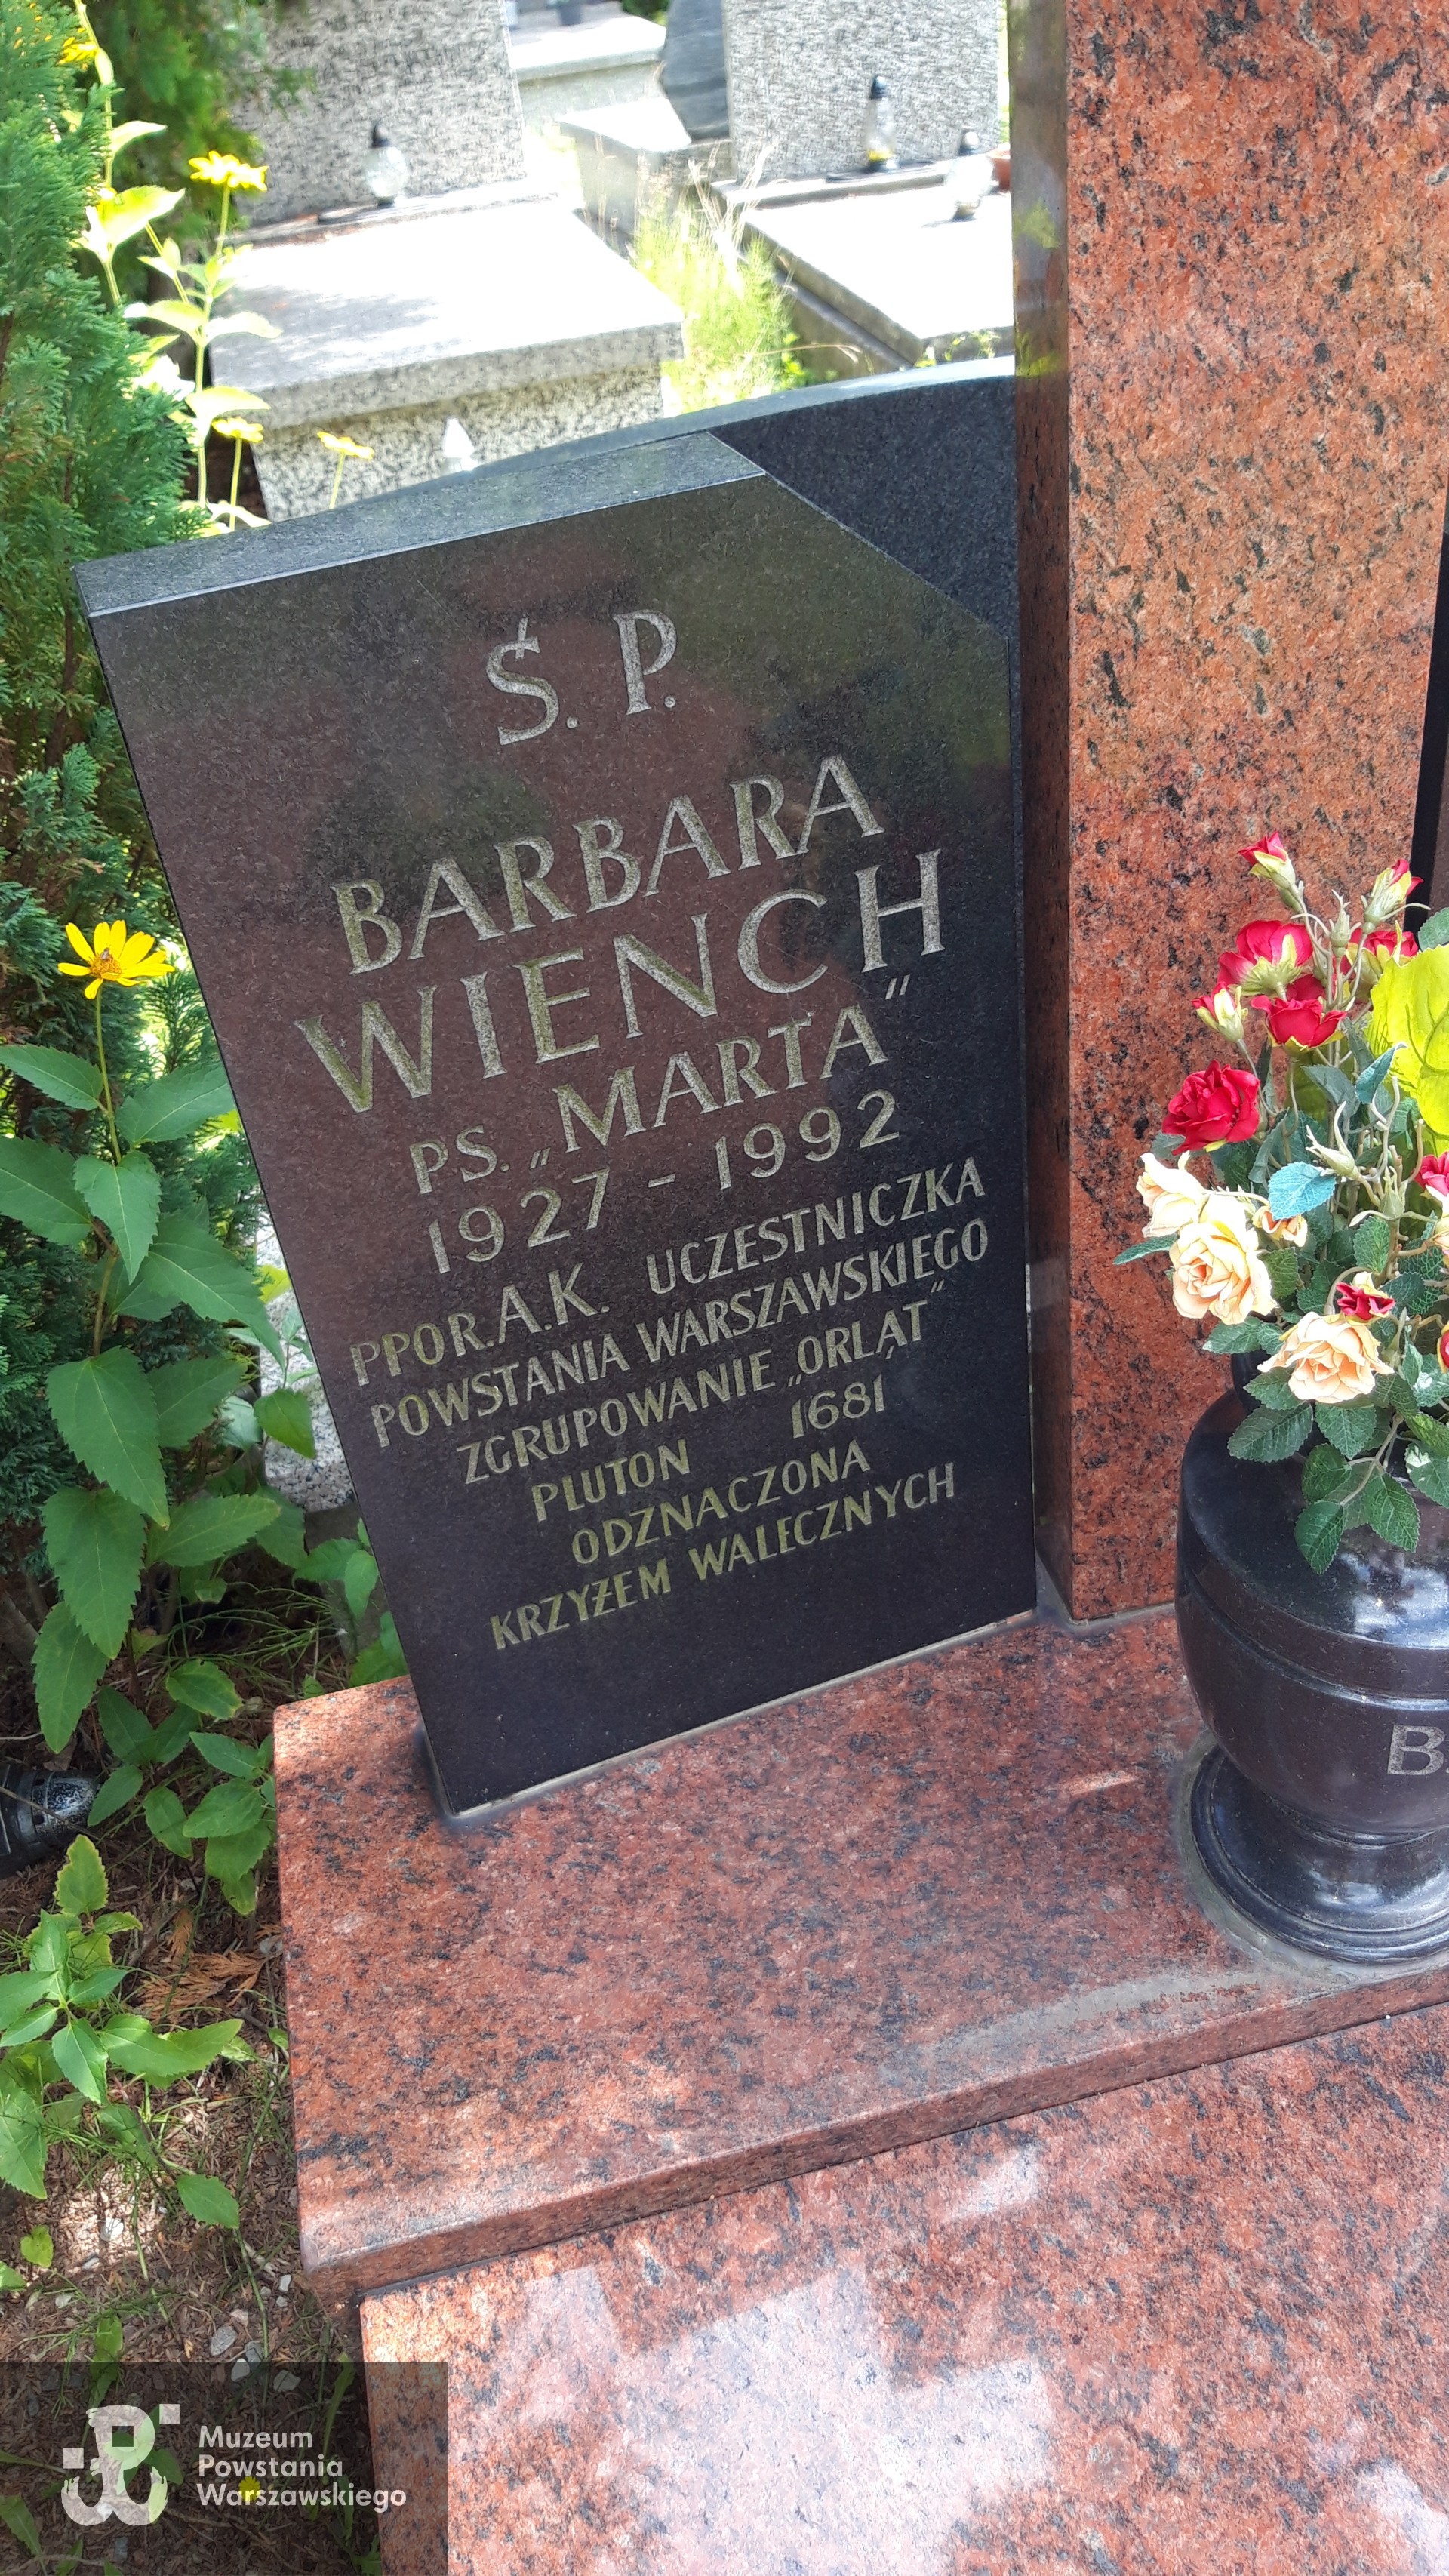 Ś. P.
BARBARA
WIENCH
PS. „MARTA"
1927 - 1992
PPOR. A.K. UCZESTNICZKA
POWSTANIA WARSZAWSKIEGO
ZGRUPOWANIE „ORLĄT"
PLUTON 1681
ODZNACZONA
KRZYŻEM WALECZNYCH
B
Muzeum
Powstania
Warszawskiego